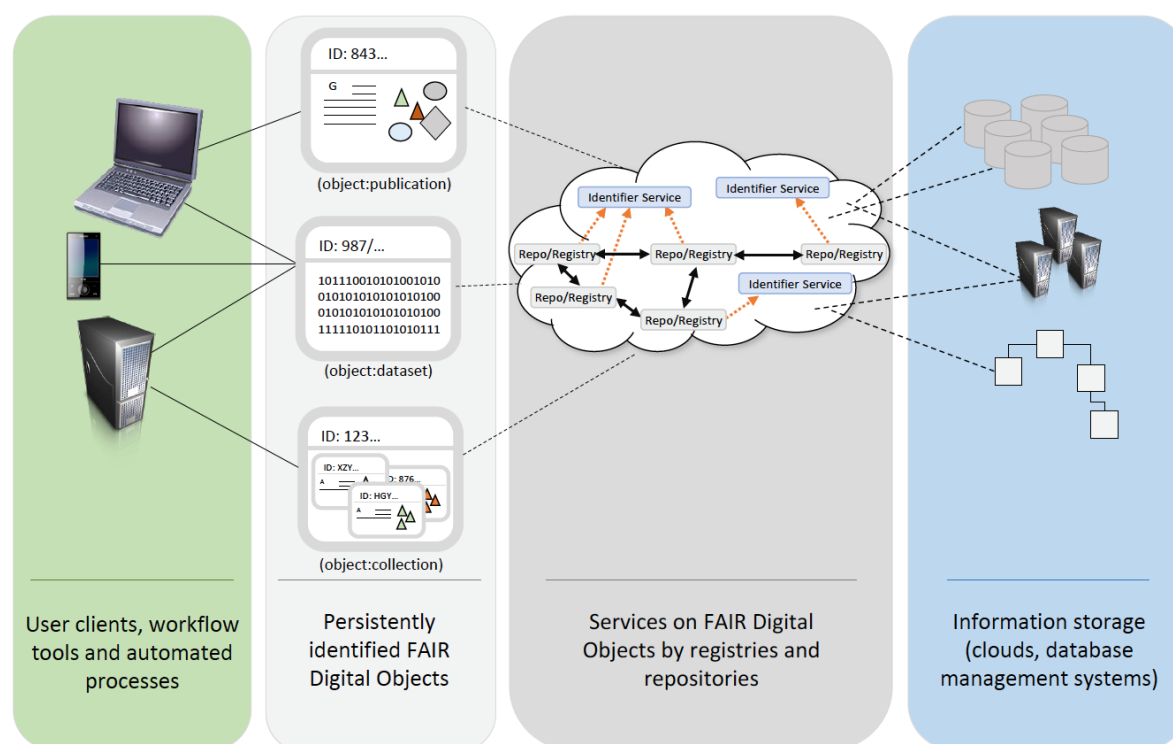 ID: 843...
G
(object:publication)
ID: 987/...
101110010101001010
010101010101010100
010101010101010100
1111101011010101111
(object:dataset)
ID: 123...
ID: XZY...
A
ID: 876...
ID: HGY...
A
(object:collection)
Identifier Service
Identifier Service
Repo/Registry
Repo/Registry
Repo/Registry
Identifier Service
Repo/Registry
Repo/Registry
User clients, workflow
tools and automated
processes
Persistently
identified FAIR
Digital Objects
Services on FAIR Digital
Objects by registries and
repositories
Information storage
(clouds, database
management systems)